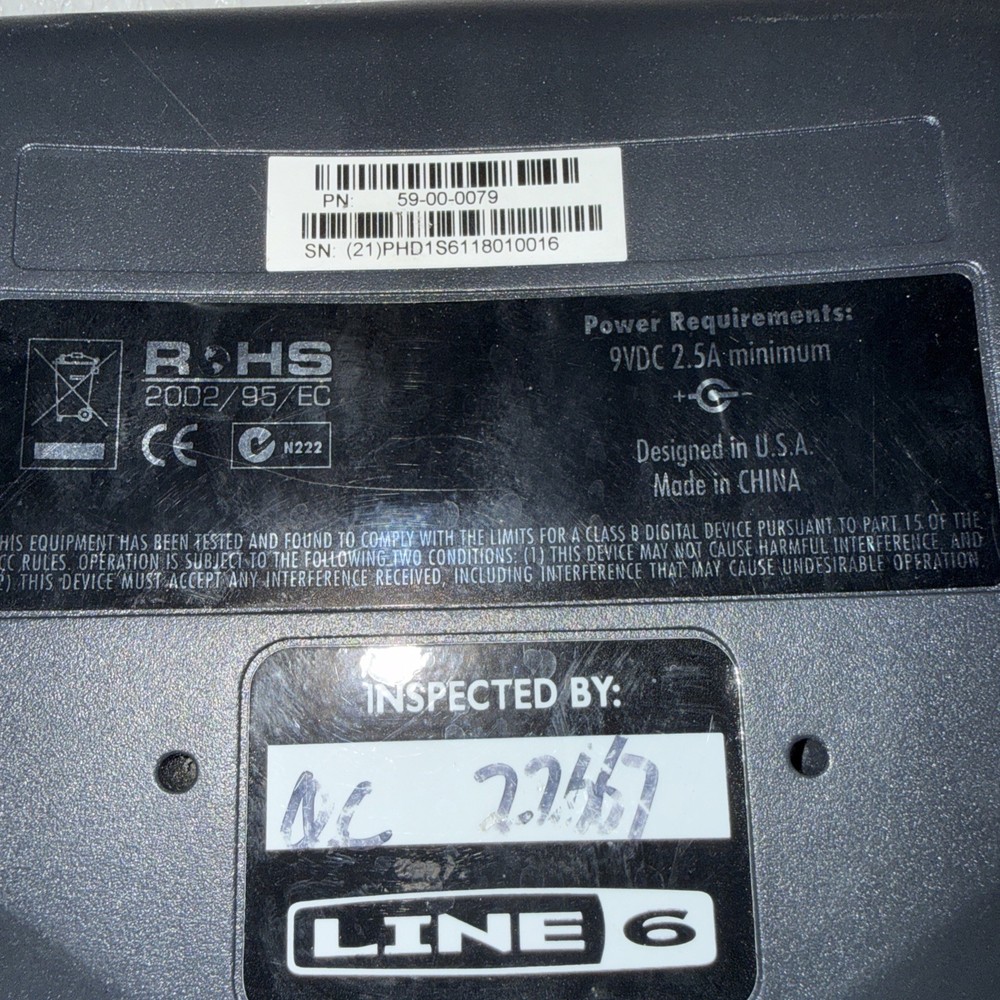 PN: 59-00-0079
SN: (21)PHD1S6118010016
Power Requirements:
9VDC 2.5A minimum
+ -
ROHS
2002/95/EC
CE N222
Designed in U.S.A.
Made in CHINA
HIS EQUIPMENT HAS BEEN TESTED AND FOUND TO COMPLY WITH THE LIMITS FOR A CLASS B DIGITAL DEVICE PURSUANT TO PART 15 OF THE
CC RULES. OPERATION IS SUBJECT TO THE FOLLOWING TWO CONDITIONS: (1) THIS DEVICE MAY NOT CAUSE HARMFUL INTERFERENCE, AND
2) THIS DEVICE MUST ACCEPT ANY INTERFERENCE RECEIVED, INCLUDING INTERFERENCE THAT MAY CAUSE UNDESIRABLE OPERATION.
INSPECTED BY:
LINE 6